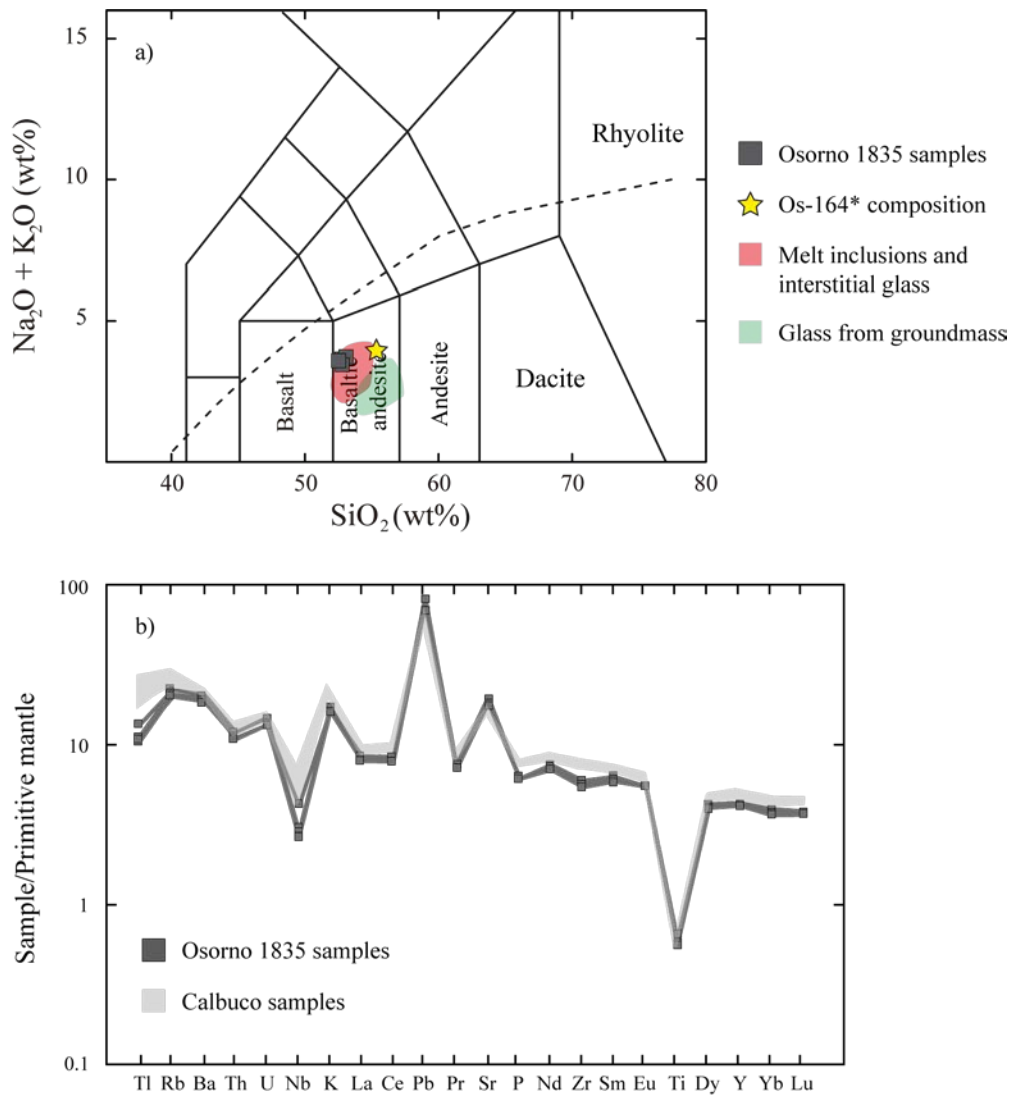 a)
15
10
5
Na₂O + K₂O (wt%)
Rhyolite
Basalt
Basaltic
andesite
Andesite
Dacite
40 50 60 70 80
SiO₂ (wt%)
Osorno 1835 samples
Os-164* composition
Melt inclusions and
interstitial glass
Glass from groundmass
b)
100
10
1
0.1
Sample/Primitive mantle
Osorno 1835 samples
Calbuco samples
Tl Rb Ba Th U Nb K La Ce Pb Pr Sr P Nd Zr Sm Eu Ti Dy Y Yb Lu